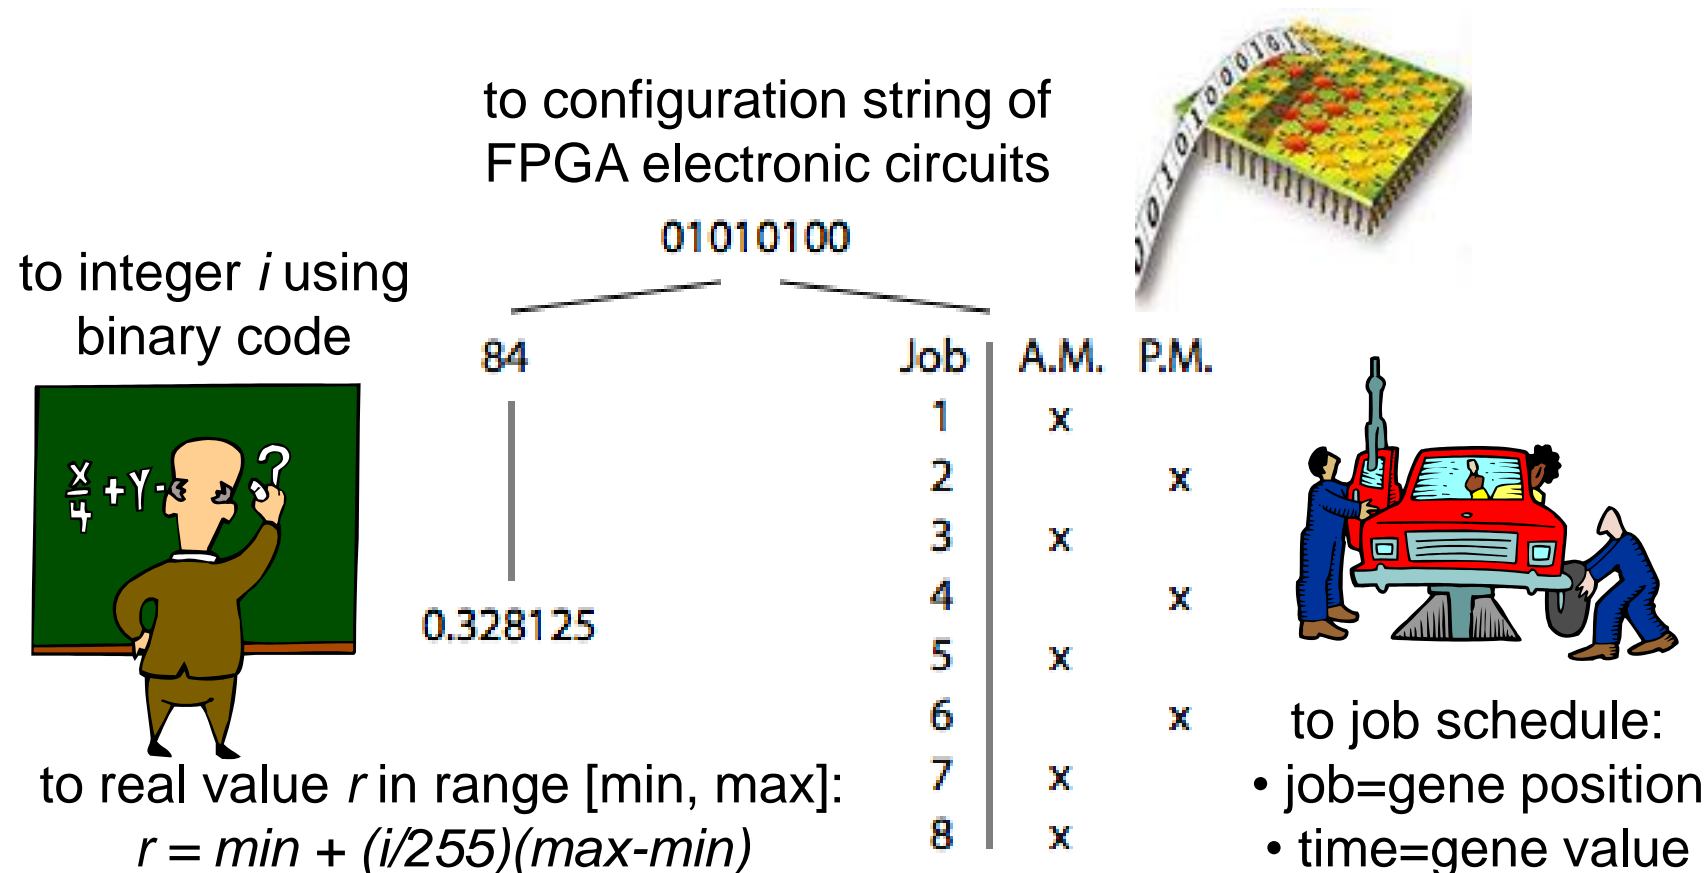 to configuration string of
FPGA electronic circuits
00101010000101
01010100
to integer i using
binary code
84
x/4 + Y - ?
0.328125
to real value r in range [min, max]:
r = min + (i/255)(max-min)
Job A.M. P.M.
1 x
2 x
3 x
4 x
5 x
6 x
7 x
8 x
to job schedule:
• job=gene position
• time=gene value